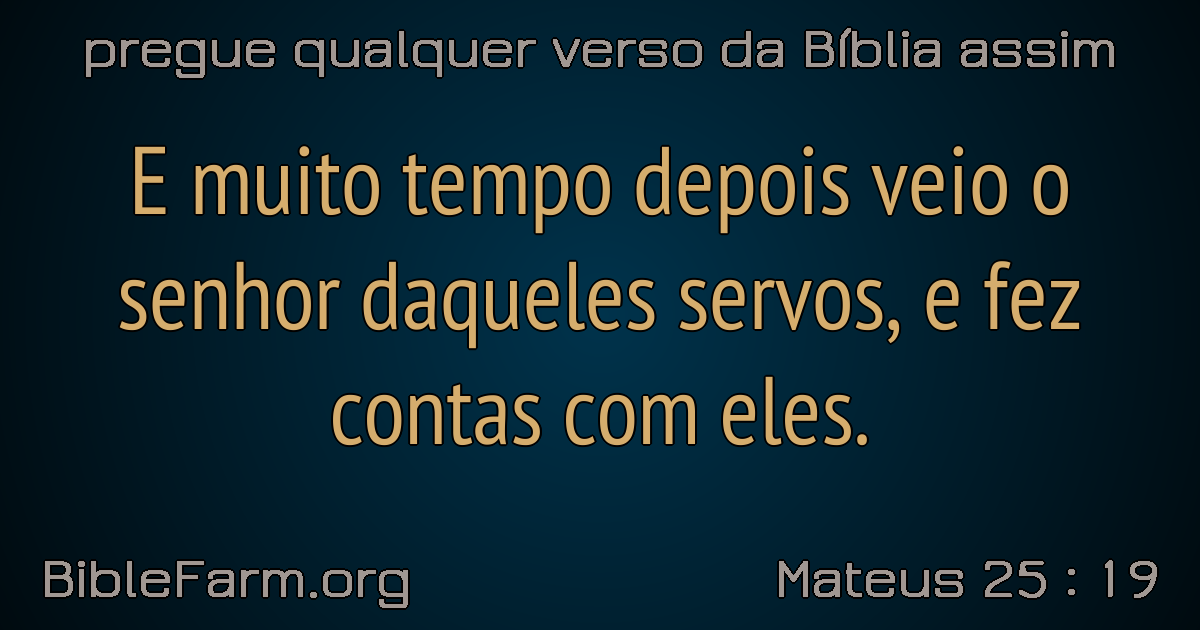 pregue qualquer verso da Bíblia assim
E muito tempo depois veio o
senhor daqueles servos, e fez
contas com eles.
BibleFarm.org
Mateus 25 : 19